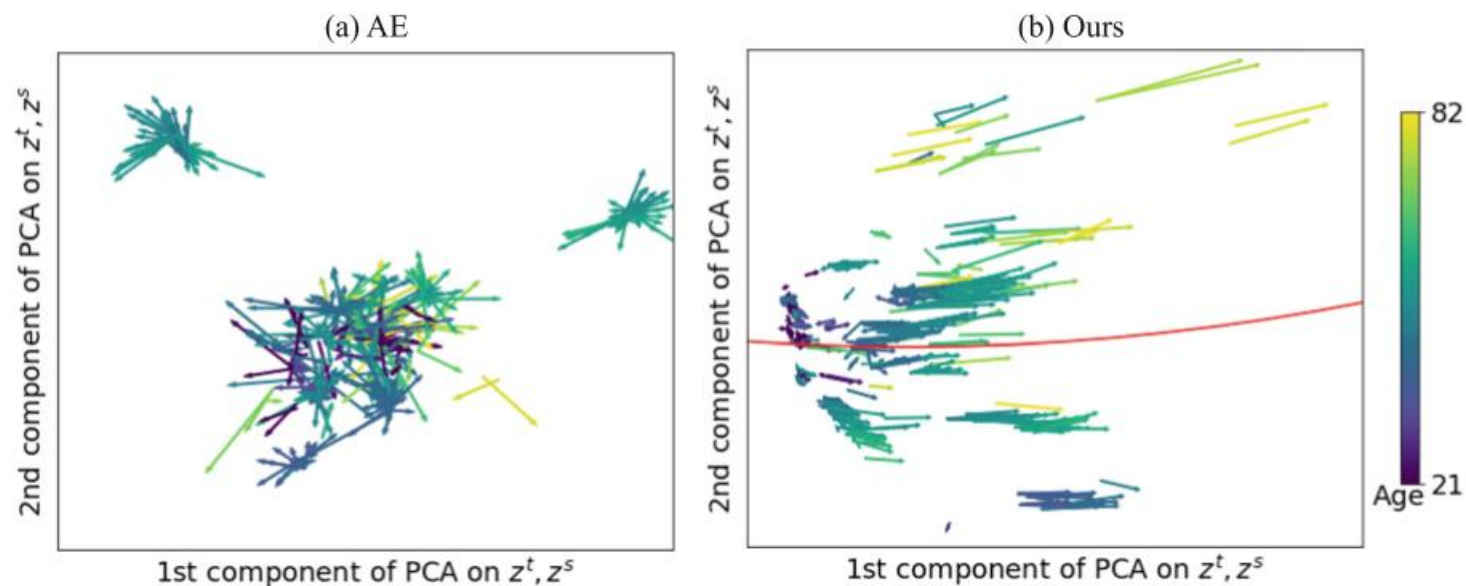 (a) AE
(b) Ours
2nd component of PCA on z^t, z^s
1st component of PCA on z^t, z^s
2nd component of PCA on z^t, z^s
1st component of PCA on z^t, z^s
82
Age 21